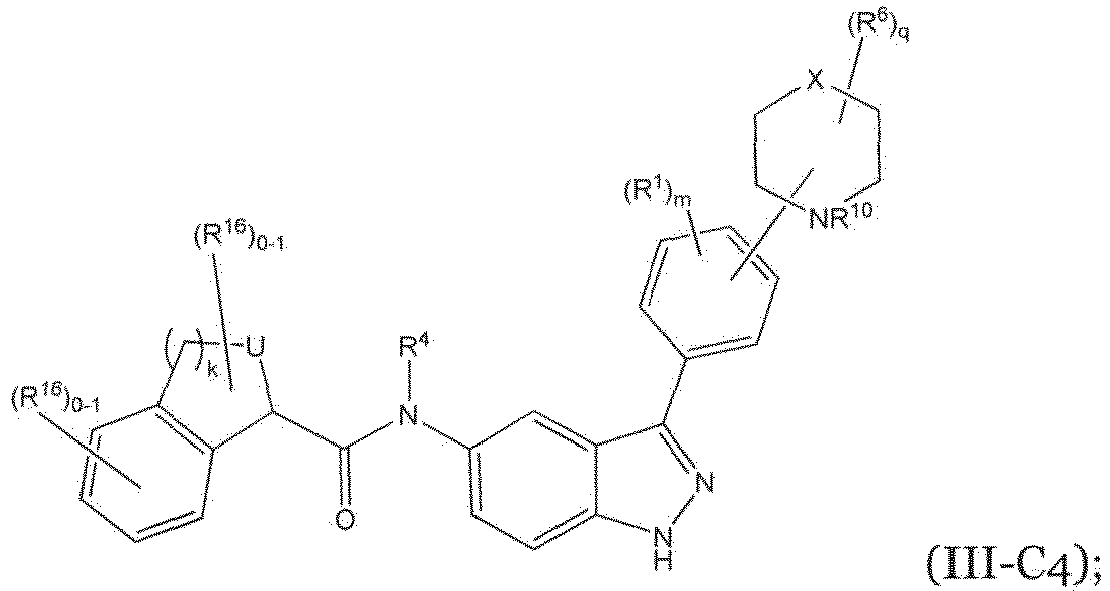 (R⁶)q
X
(R¹)m
NR¹⁰
(R¹⁶)0-1
( )k
U
R⁴
(R¹⁶)0-1
N
O
N
N
H
(III-C4);